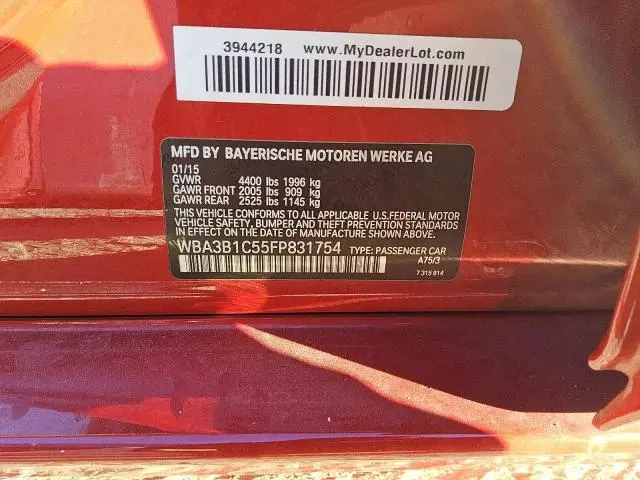 3944218 www.MyDealerLot.com
MFD BY BAYERISCHE MOTOREN WERKE AG
01/15
GVWR 4400 lbs 1996 kg
GAWR FRONT 2005 lbs 909 kg
GAWR REAR 2525 lbs 1145 kg
THIS VEHICLE CONFORMS TO ALL APPLICABLE U.S.FEDERAL MOTOR
VEHICLE SAFETY, BUMPER AND THEFT PREVENTION STANDARDS
IN EFFECT ON THE DATE OF MANUFACTURE SHOWN ABOVE.
WBA3B1C55FP831754 TYPE: PASSENGER CAR
A75/3
7 315 814